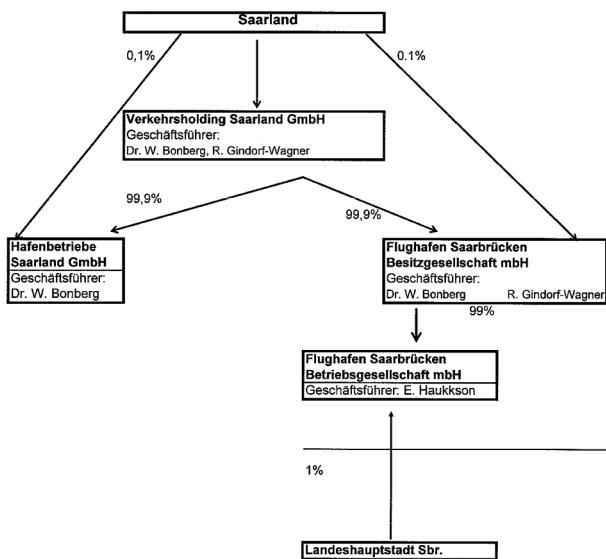 Saarland
0,1%
0.1%
Verkehrsholding Saarland GmbH
Geschäftsführer:
Dr. W. Bonberg, R. Gindorf-Wagner
99,9%
99,9%
Hafenbetriebe
Saarland GmbH
Geschäftsführer:
Dr. W. Bonberg
Flughafen Saarbrücken
Besitzgesellschaft mbH
Geschäftsführer:
Dr. W. Bonberg R. Gindorf-Wagner
99%
Flughafen Saarbrücken
Betriebsgesellschaft mbH
Geschäftsführer: E. Haukkson
1%
Landeshauptstadt Sbr.